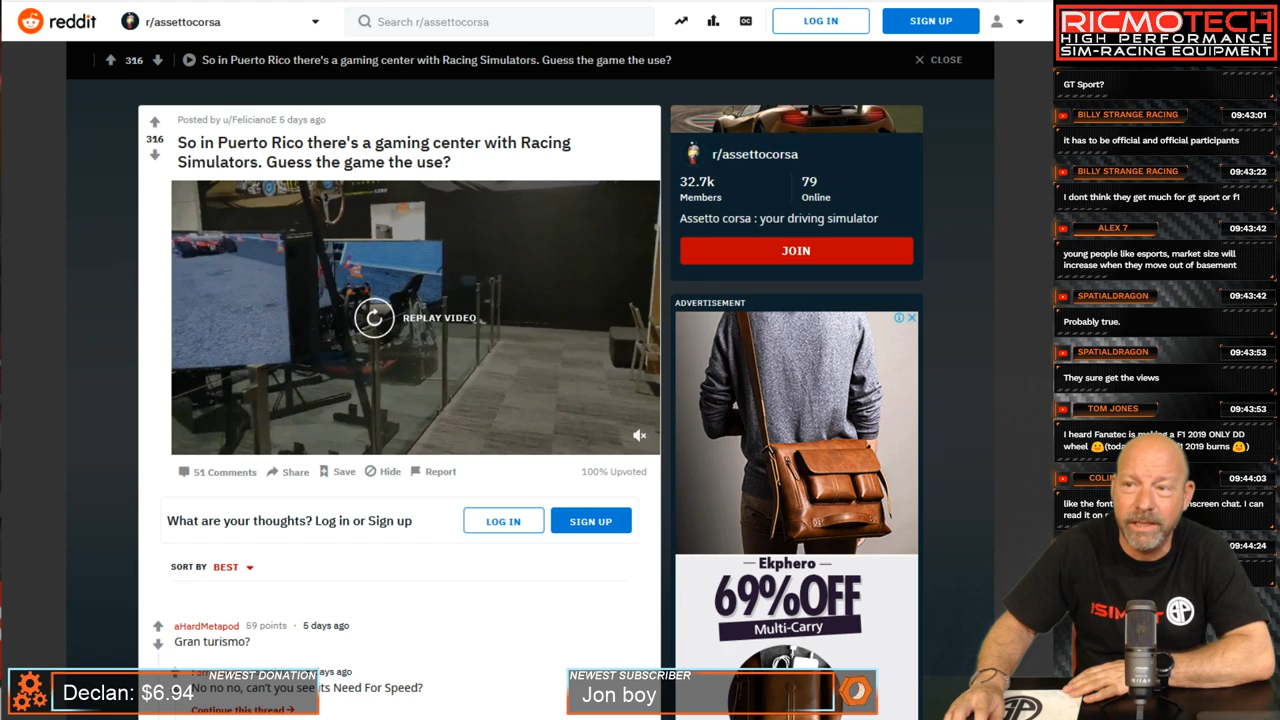 reddit
r/assettocorsa
Search r/assettocorsa
LOG IN
SIGN UP
316
So in Puerto Rico there's a gaming center with Racing Simulators. Guess the game the use?
CLOSE
Posted by u/FelicianoE 5 days ago
316
So in Puerto Rico there's a gaming center with Racing
Simulators. Guess the game the use?
REPLAY VIDEO
51 Comments
Share
Save
Hide
Report
100% Upvoted
What are your thoughts? Log in or Sign up
LOG IN
SIGN UP
SORT BY BEST
aHardMetapod 59 points · 5 days ago
Gran turismo?
ays ago
No no no, can't you see its Need For Speed?
Continue this thread
r/assettocorsa
32.7k
Members
79
Online
Assetto corsa : your driving simulator
JOIN
ADVERTISEMENT
Ekphero
69%OFF
Multi-Carry
RICMOTECH
HIGH PERFORMANCE
SIM-RACING EQUIPMENT
GT Sport?
BILLY STRANGE RACING 09:43:01
it has to be official and official participants
BILLY STRANGE RACING 09:43:22
I dont think they get much for gt sport or f1
ALEX 7 09:43:42
young people like esports, market size will
increase when they move out of basement
SPATIALDRAGON 09:43:42
Probably true.
SPATIALDRAGON 09:43:53
They sure get the views
TOM JONES 09:43:53
I heard Fanatec is making a F1 2019 ONLY DD
wheel (toda 2019 burns )
COLIN 09:44:03
like the font nscreen chat. I can
read it on
09:44:24
SIM
NEWEST DONATION
Declan: $6.94
NEWEST SUBSCRIBER
Jon boy